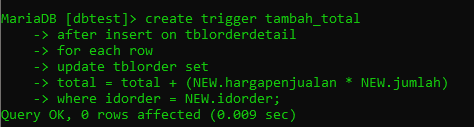 MariaDB [dbtest]> create trigger tambah_total
-> after insert on tblorderdetail
-> for each row
-> update tblorder set
-> total = total + (NEW.hargapenjualan * NEW.jumlah)
-> where idorder = NEW.idorder;
Query OK, 0 rows affected (0.009 sec)